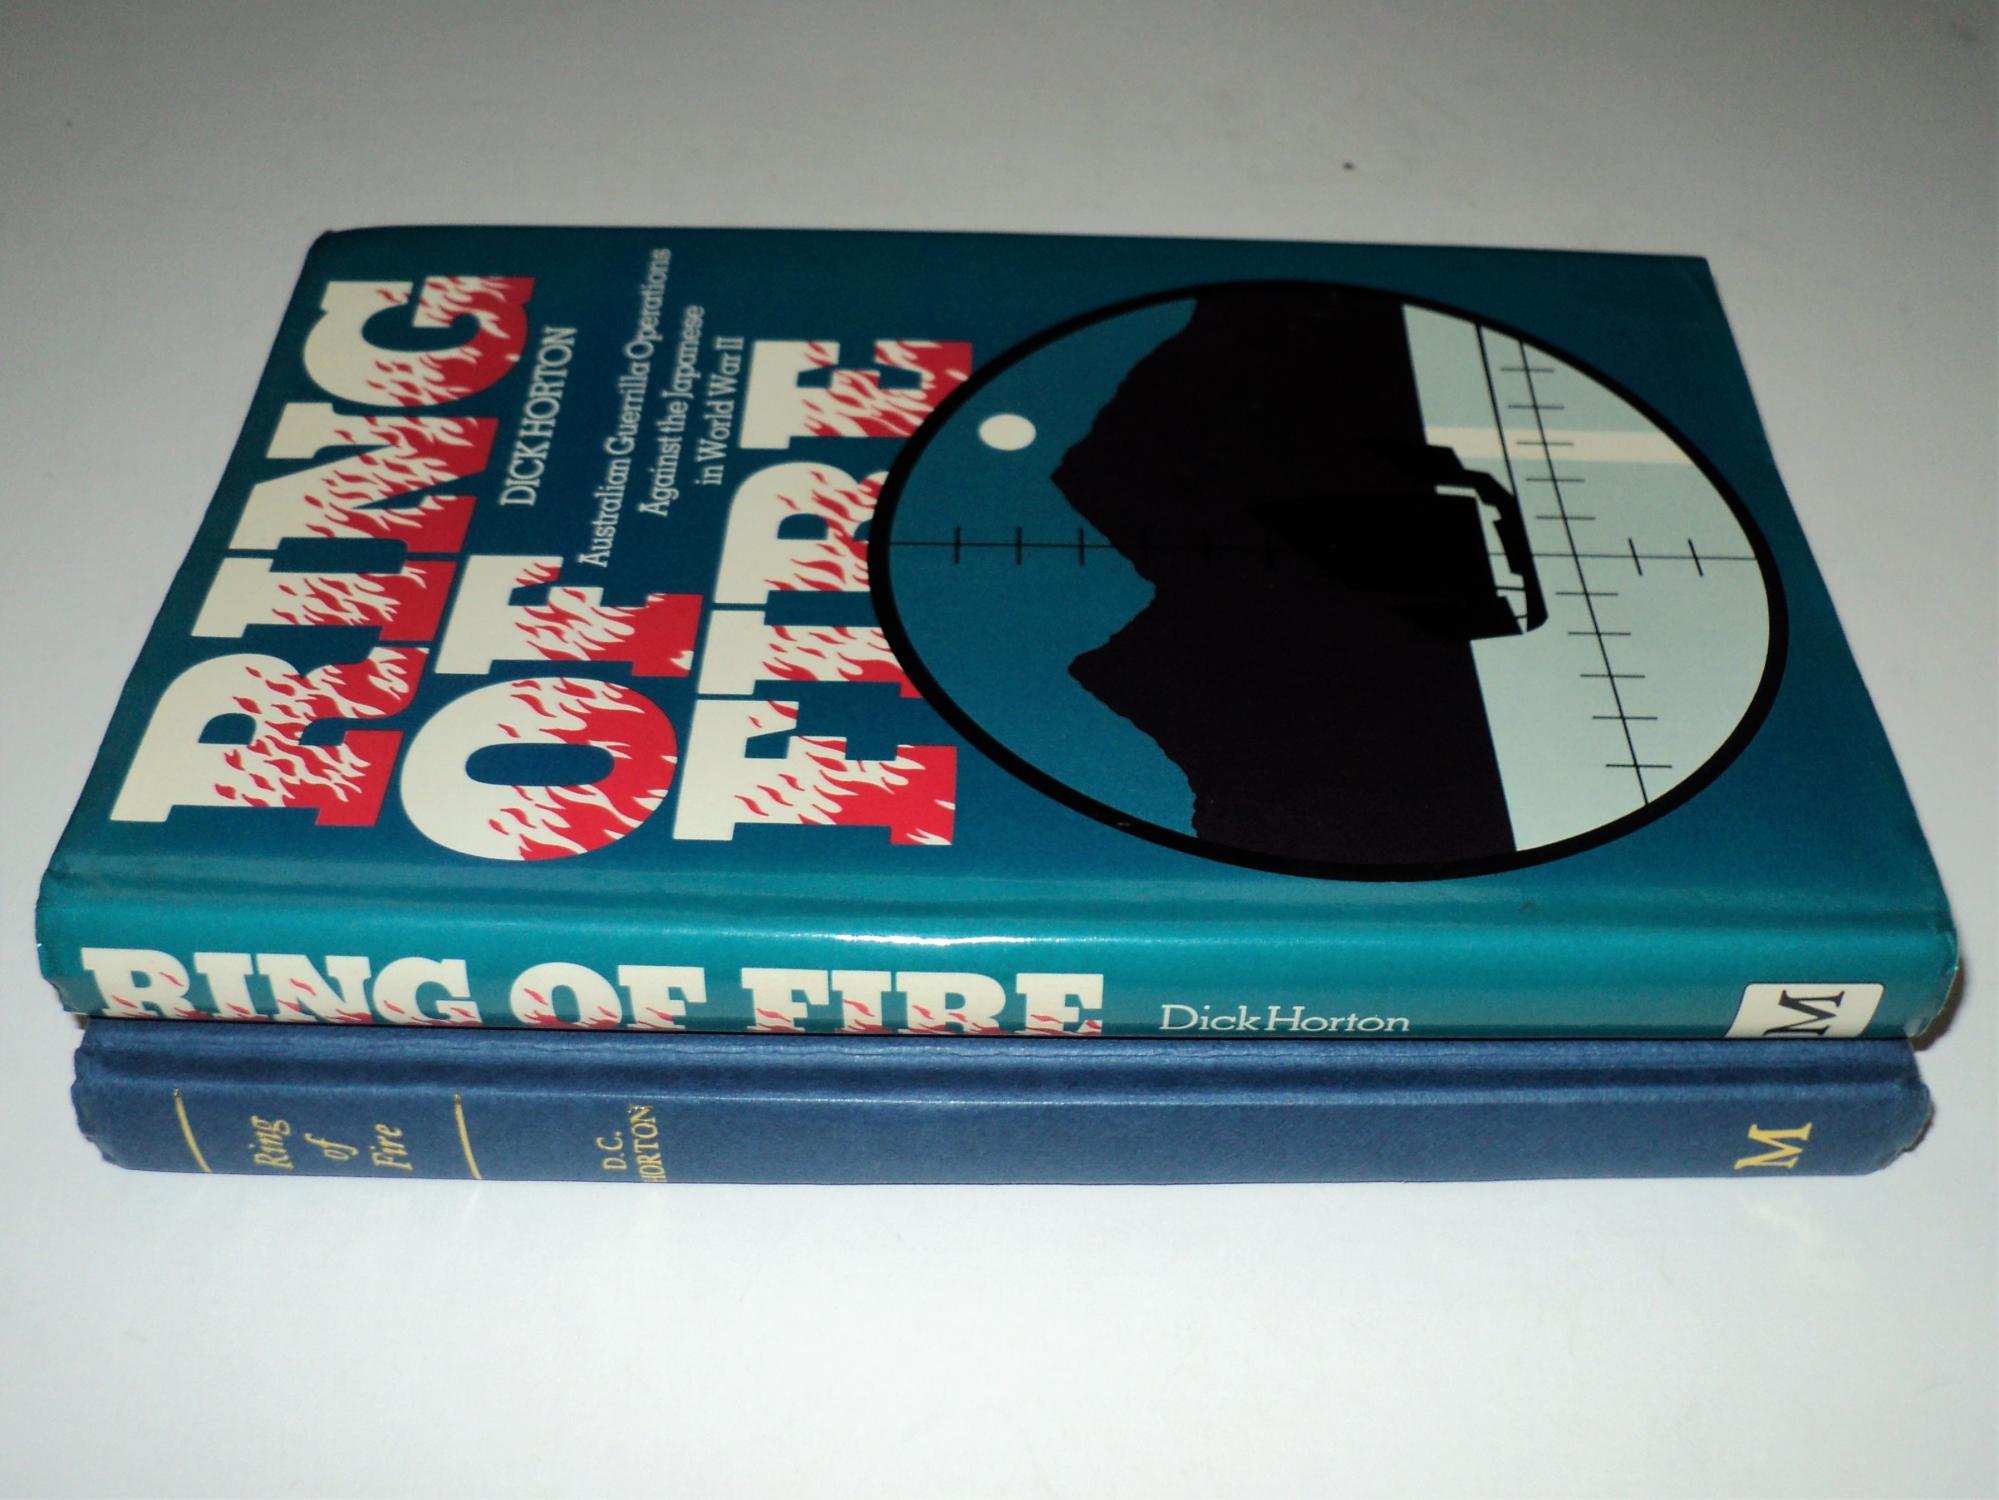 RING
DICK HORTON
OF
Australian Guerrilla Operations
Against the Japanese
in World War II
FIRE
RING OF FIRE Dick Horton M
Ring
of
Fire
D.C.
HORTON
M